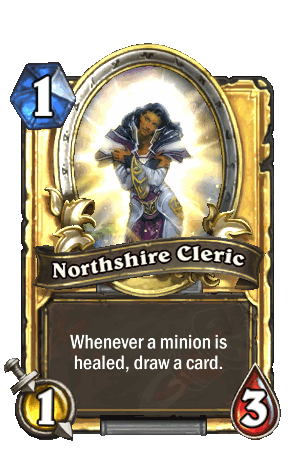 1
Northshire Cleric
Whenever a minion is
healed, draw a card.
1
3